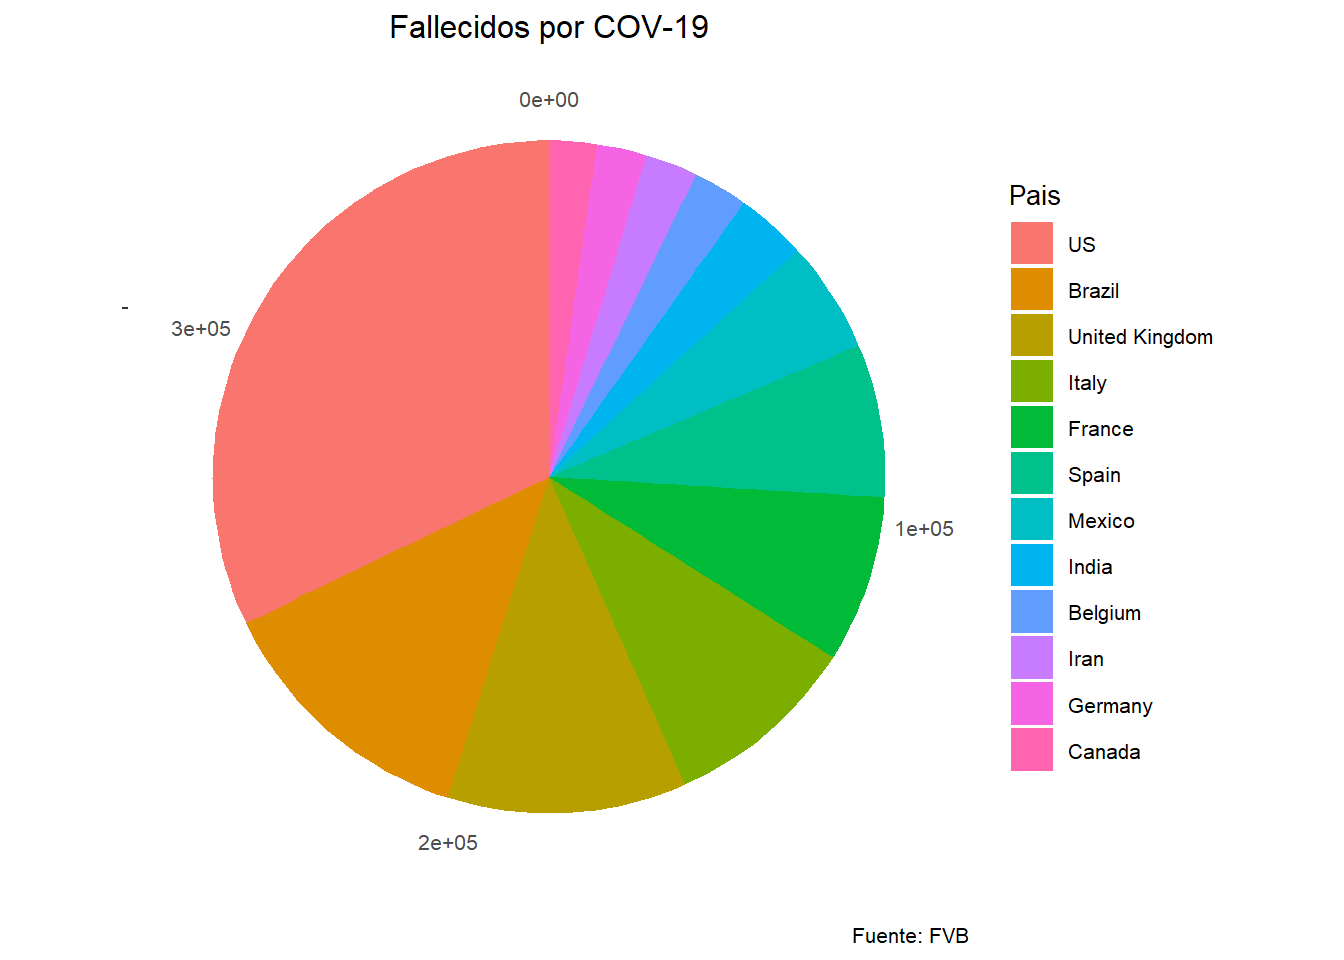 Fallecidos por COV-19
0e+00
3e+05
-
1e+05
2e+05
Pais
US
Brazil
United Kingdom
Italy
France
Spain
Mexico
India
Belgium
Iran
Germany
Canada
Fuente: FVB